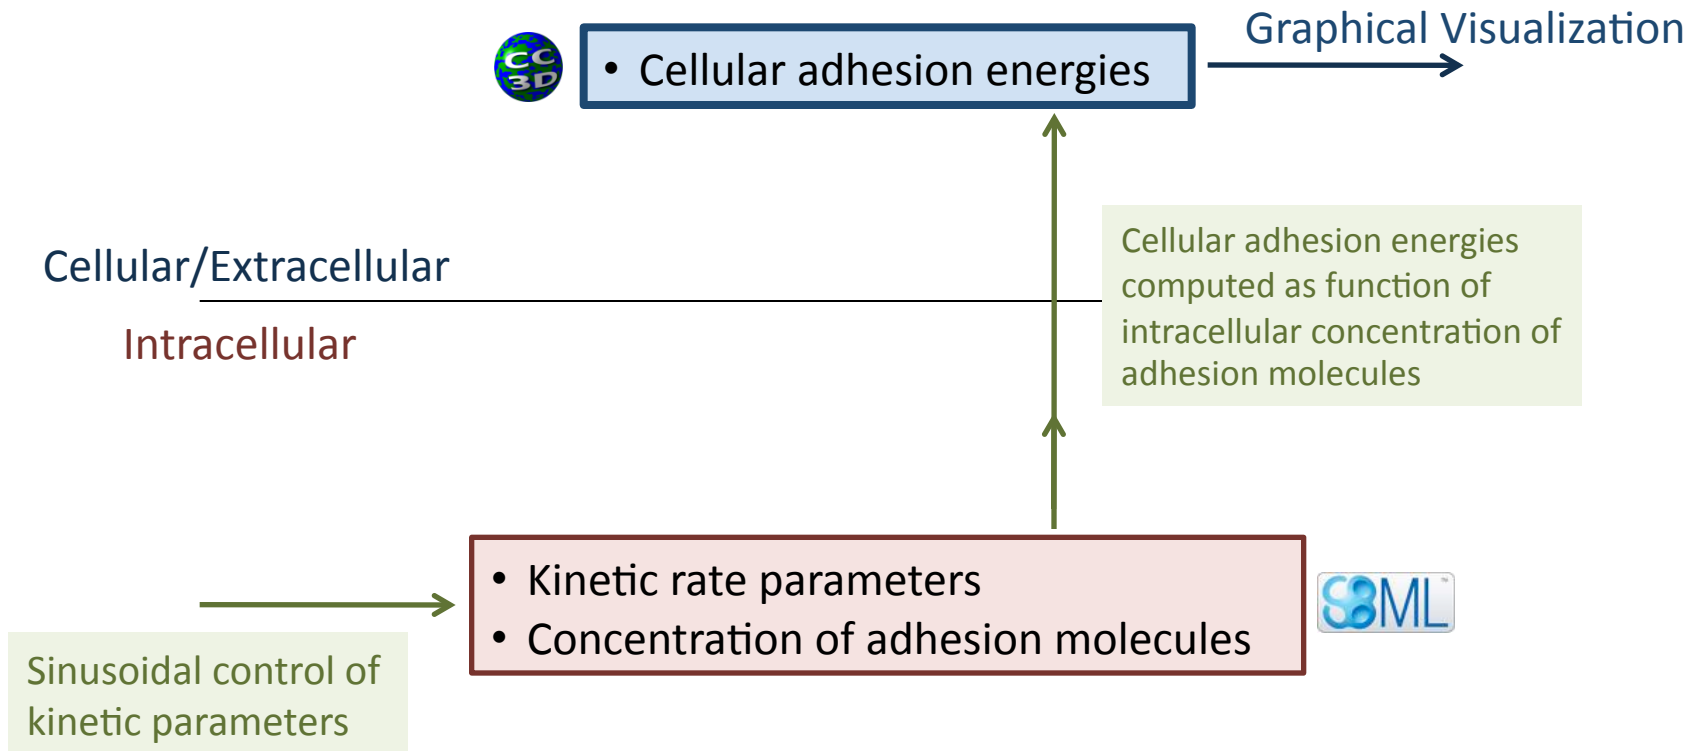 Graphical Visualization
CC
3D
• Cellular adhesion energies
Cellular/Extracellular
Intracellular
Cellular adhesion energies
computed as function of
intracellular concentration of
adhesion molecules
• Kinetic rate parameters
• Concentration of adhesion molecules
SBML™
Sinusoidal control of
kinetic parameters